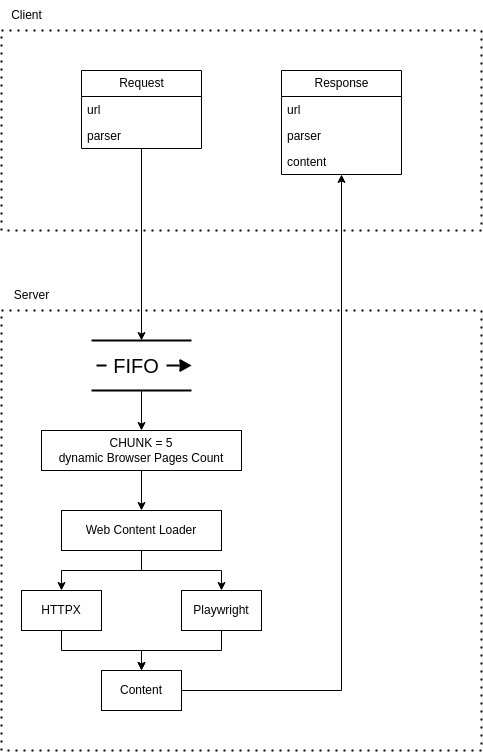 Client
Request
url
parser
Response
url
parser
content
Server
FIFO
CHUNK = 5
dynamic Browser Pages Count
Web Content Loader
HTTPX
Playwright
Content